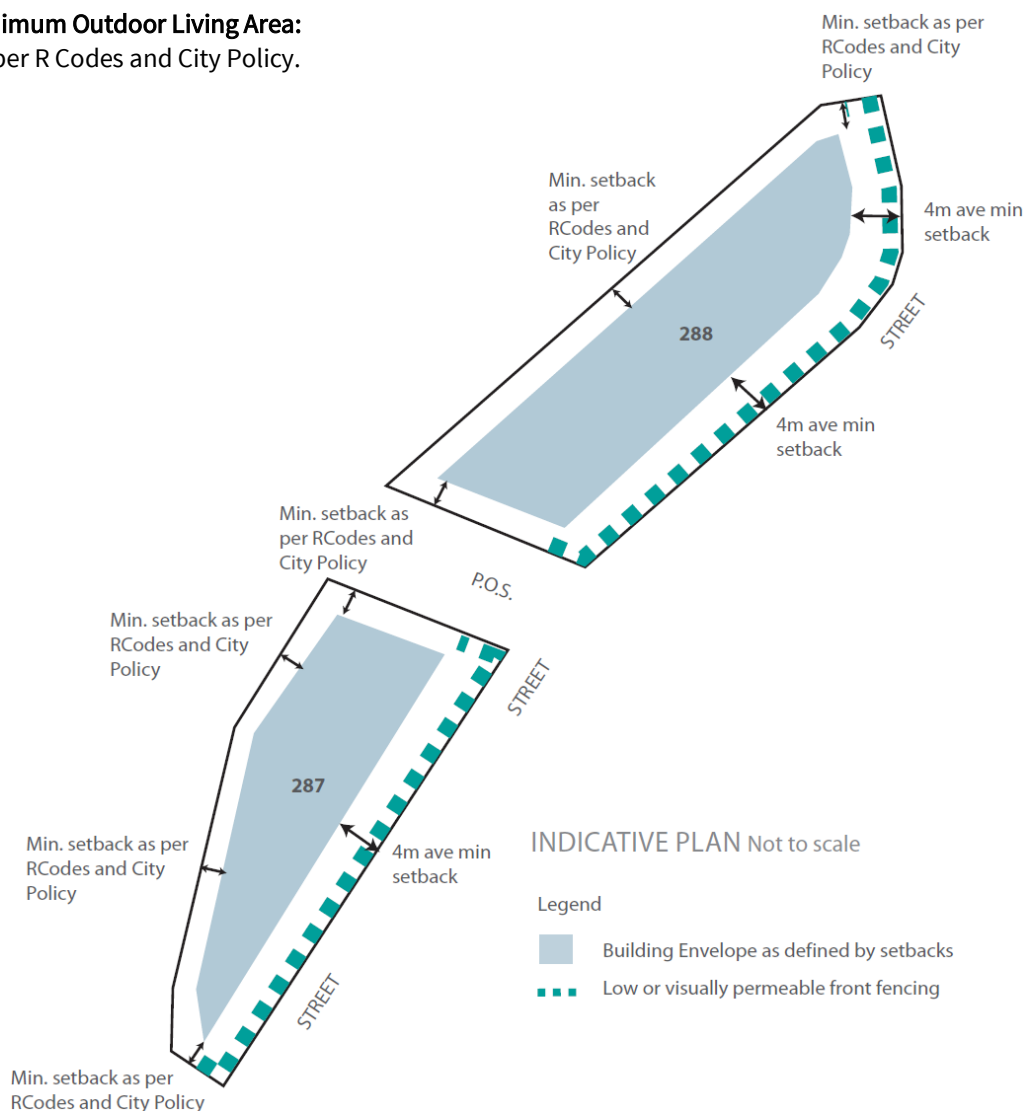 nimum Outdoor Living Area:
per R Codes and City Policy.
Min. setback as per
RCodes and City
Policy
Min. setback
as per
RCodes and
City Policy
4m ave min
setback
288
STREET
4m ave min
setback
Min. setback as
per RCodes and
City Policy
P.O.S.
Min. setback as per
RCodes and City
Policy
STREET
287
INDICATIVE PLAN Not to scale
Min. setback as per
RCodes and City
Policy
4m ave min
setback
Legend
Building Envelope as defined by setbacks
Low or visually permeable front fencing
STREET
Min. setback as per
RCodes and City Policy